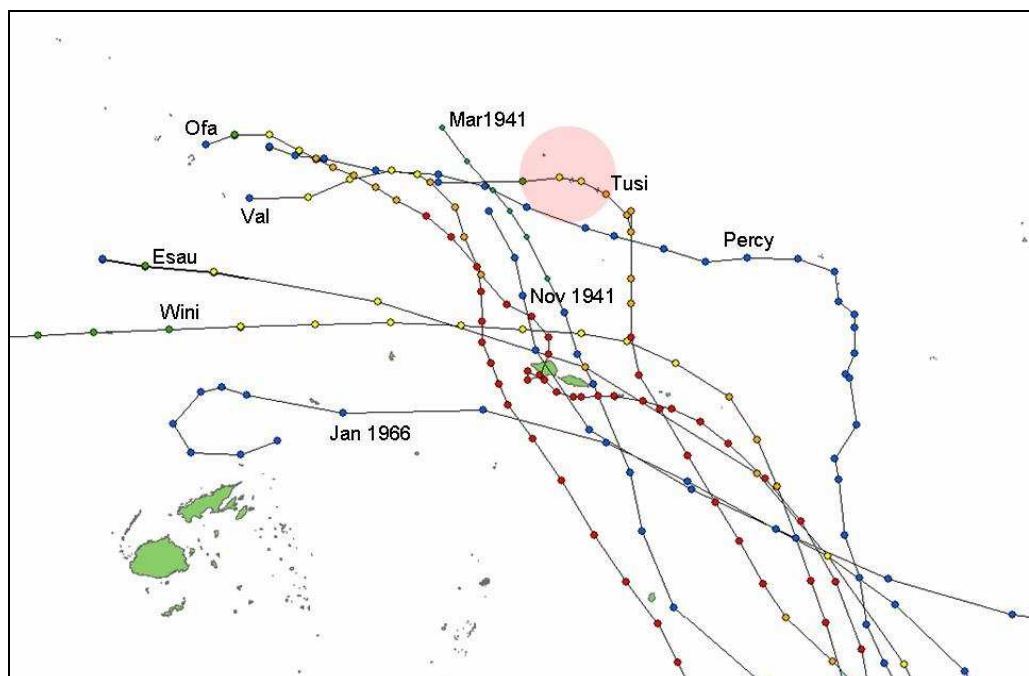 Mar1941
Ofa
Tusi
Val
Percy
Esau
Nov 1941
Wini
Jan 1966